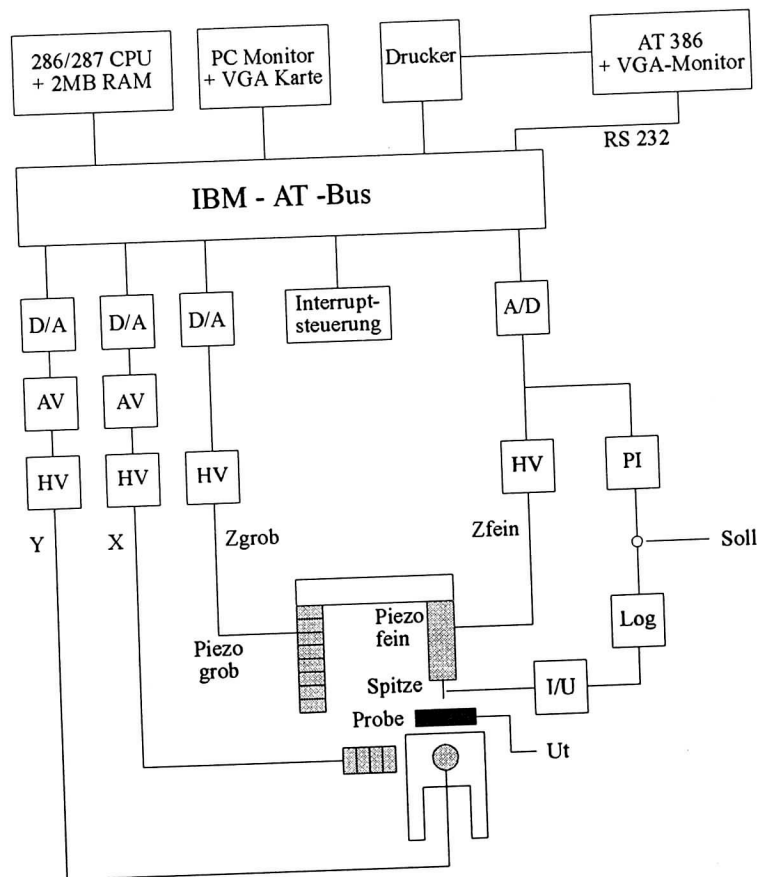 286/287 CPU
+ 2MB RAM
PC Monitor
+ VGA Karte
Drucker
AT 386
+ VGA-Monitor
RS 232
IBM - AT -Bus
D/A
D/A
D/A
Interrupt-
steuerung
A/D
AV
AV
HV
HV
HV
HV
PI
Y
X
Zgrob
Zfein
Soll
Piezo
grob
Piezo
fein
Log
Spitze
I/U
Probe
Ut